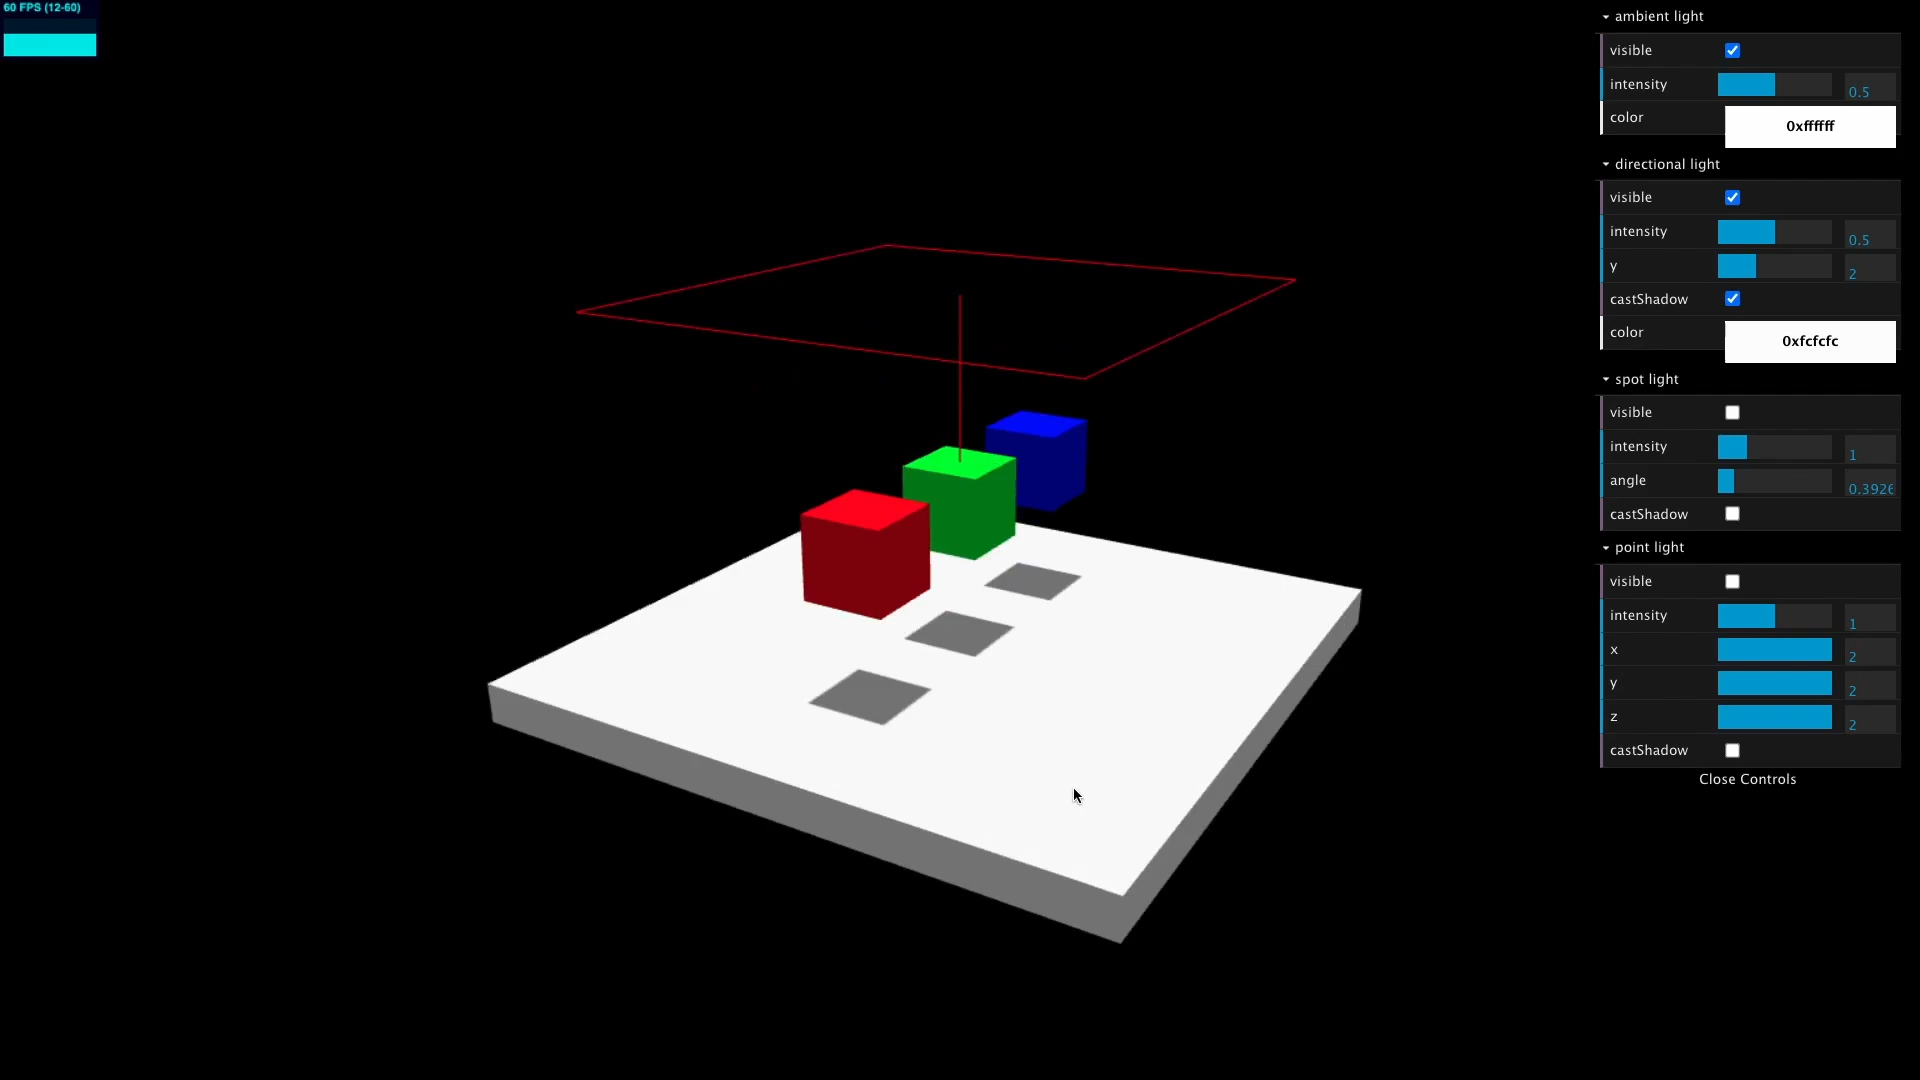 60 FPS (12-60)
ambient light
visible
intensity 0.5
color 0xffffff
directional light
visible
intensity 0.5
y 2
castShadow
color 0xfcfcfc
spot light
visible
intensity 1
angle 0.3926
castShadow
point light
visible
intensity 1
x 2
y 2
z 2
castShadow
Close Controls